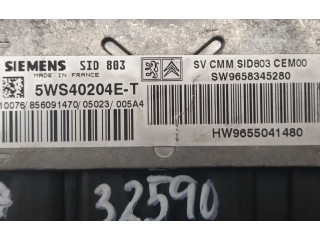 SIEMENS SID 803
MADE IN FRANCE
5WS40204E-T
10076/856091470/05023/005A4
SV CMM SID803 CEM00
SW9658345280
HW9655041480
32590